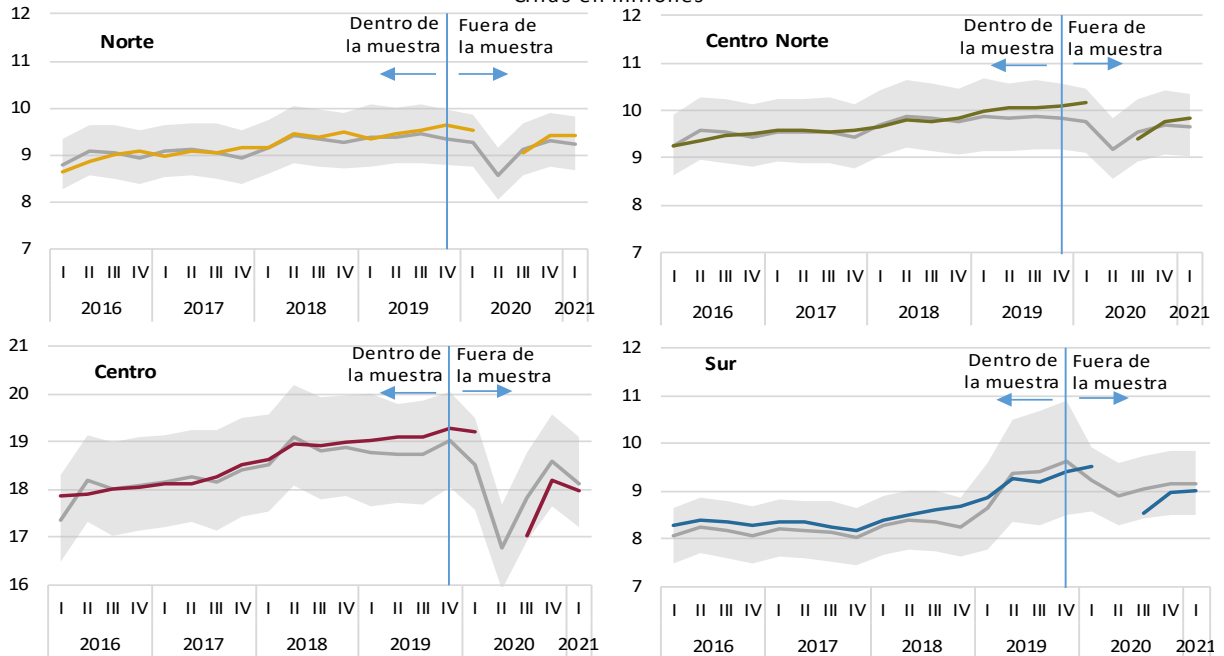 Cifras en millones
12
11
10
9
8
7
Norte
Dentro de
la muestra
Fuera de
la muestra
I II III IV I II III IV I II III IV I II III IV I II III IV I
2016 2017 2018 2019 2020 2021
12
11
10
9
8
7
6
Centro Norte
Dentro de
la muestra
Fuera de
la muestra
I II III IV I II III IV I II III IV I II III IV I II III IV I
2016 2017 2018 2019 2020 2021
21
20
19
18
17
16
Centro
Dentro de
la muestra
Fuera de
la muestra
I II III IV I II III IV I II III IV I II III IV I II III IV I
2016 2017 2018 2019 2020 2021
12
11
10
9
8
7
Sur
Dentro de
la muestra
Fuera de
la muestra
I II III IV I II III IV I II III IV I II III IV I II III IV I
2016 2017 2018 2019 2020 2021